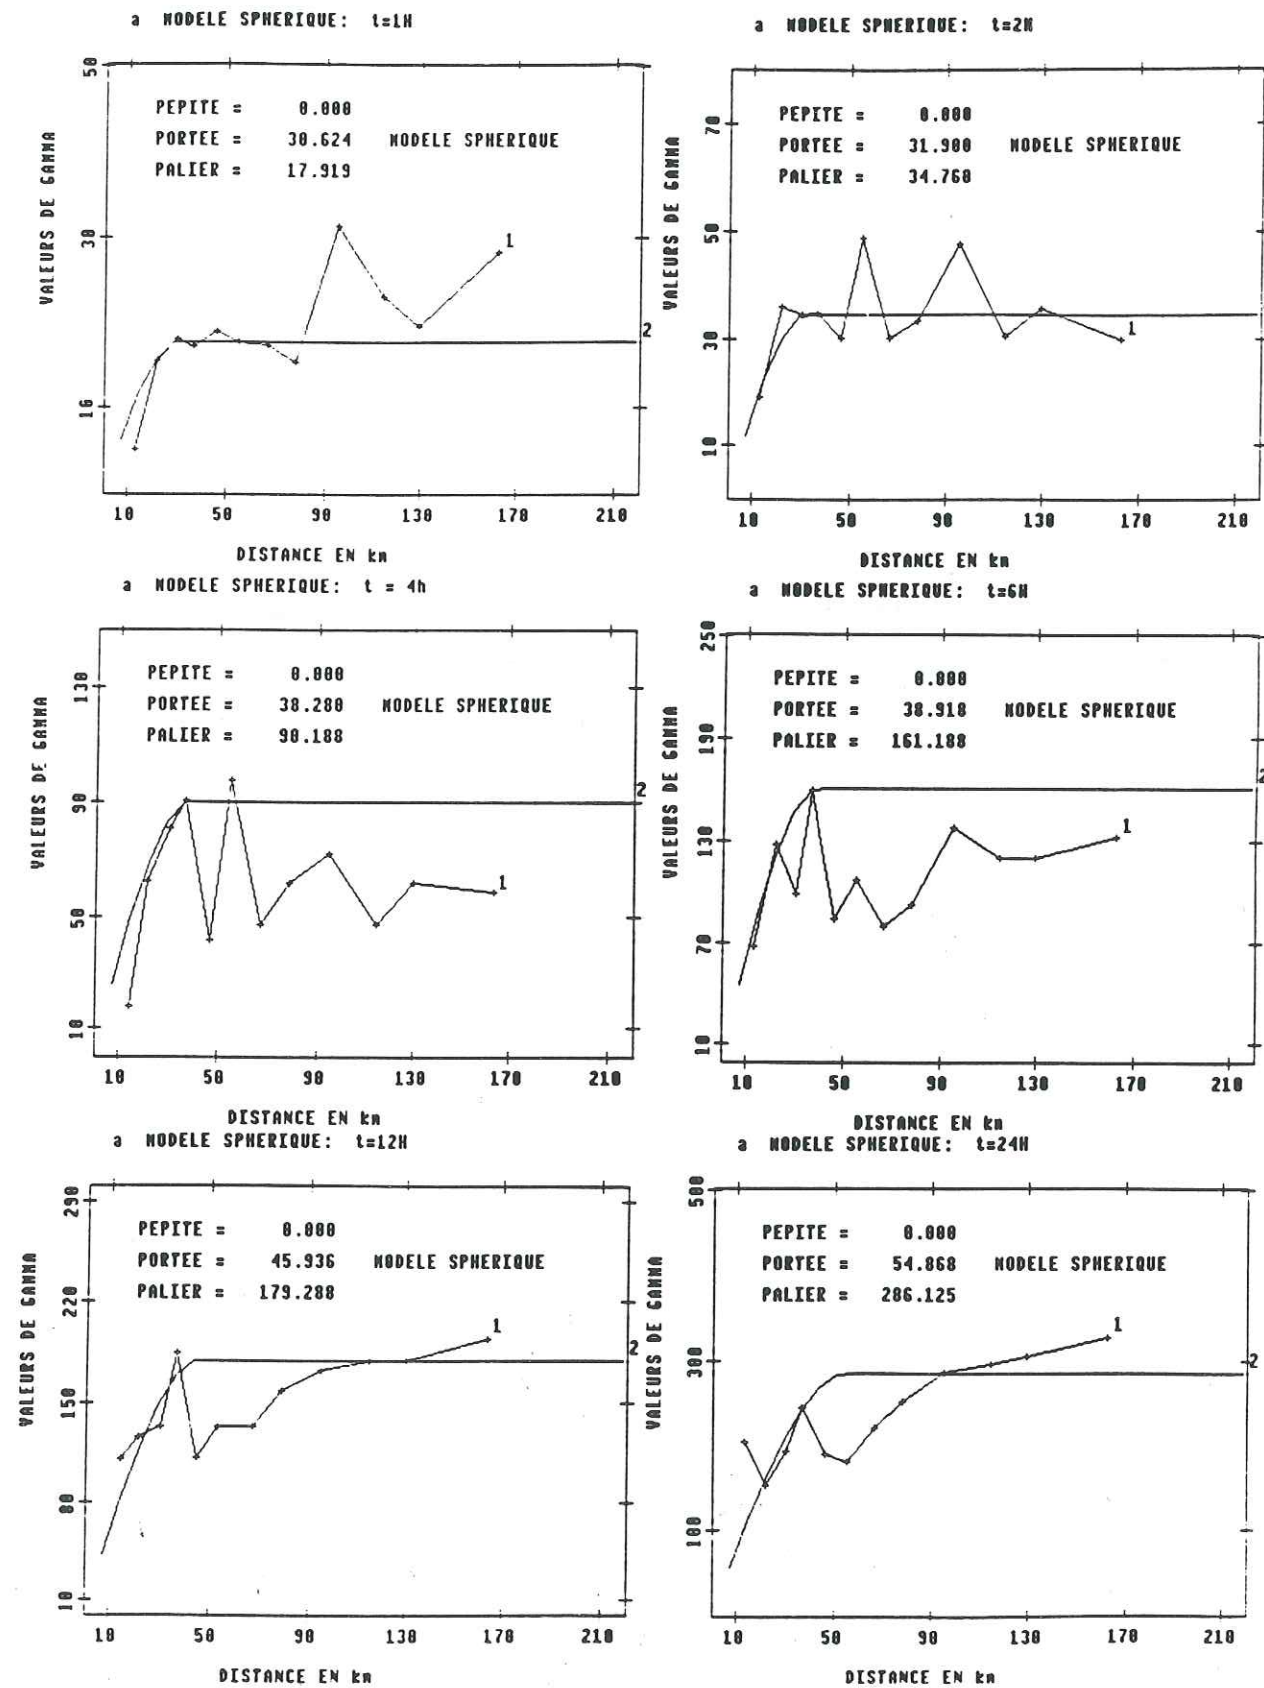 a MODELE SPHERIQUE: t=1H
50
PEPITE = 0.000
PORTEE = 30.624 MODELE SPHERIQUE
PALIER = 17.919
VALEURS DE GAMMA
30
1
2
10
10 50 90 130 170 210
DISTANCE EN km
a MODELE SPHERIQUE: t=2H
70
PEPITE = 0.000
PORTEE = 31.900 MODELE SPHERIQUE
PALIER = 34.760
VALEURS DE GAMMA
50
30
1
10
10 50 90 130 170 210
DISTANCE EN km
a MODELE SPHERIQUE: t = 4h
130
PEPITE = 0.000
PORTEE = 38.280 MODELE SPHERIQUE
PALIER = 90.188
VALEURS DE GAMMA
90
2
50
1
10
10 50 90 130 170 210
DISTANCE EN km
a MODELE SPHERIQUE: t=6H
250
PEPITE = 0.000
PORTEE = 38.918 MODELE SPHERIQUE
PALIER = 161.188
VALEURS DE GAMMA
190
2
130
1
70
10
10 50 90 130 170 210
DISTANCE EN km
a MODELE SPHERIQUE: t=12H
290
PEPITE = 0.000
PORTEE = 45.936 MODELE SPHERIQUE
PALIER = 179.288
VALEURS DE GAMMA
220
1
2
150
80
10
10 50 90 130 170 210
DISTANCE EN km
a MODELE SPHERIQUE: t=24H
500
PEPITE = 0.000
PORTEE = 54.868 MODELE SPHERIQUE
PALIER = 286.125
VALEURS DE GAMMA
300
1
2
100
10 50 90 130 170 210
DISTANCE EN km